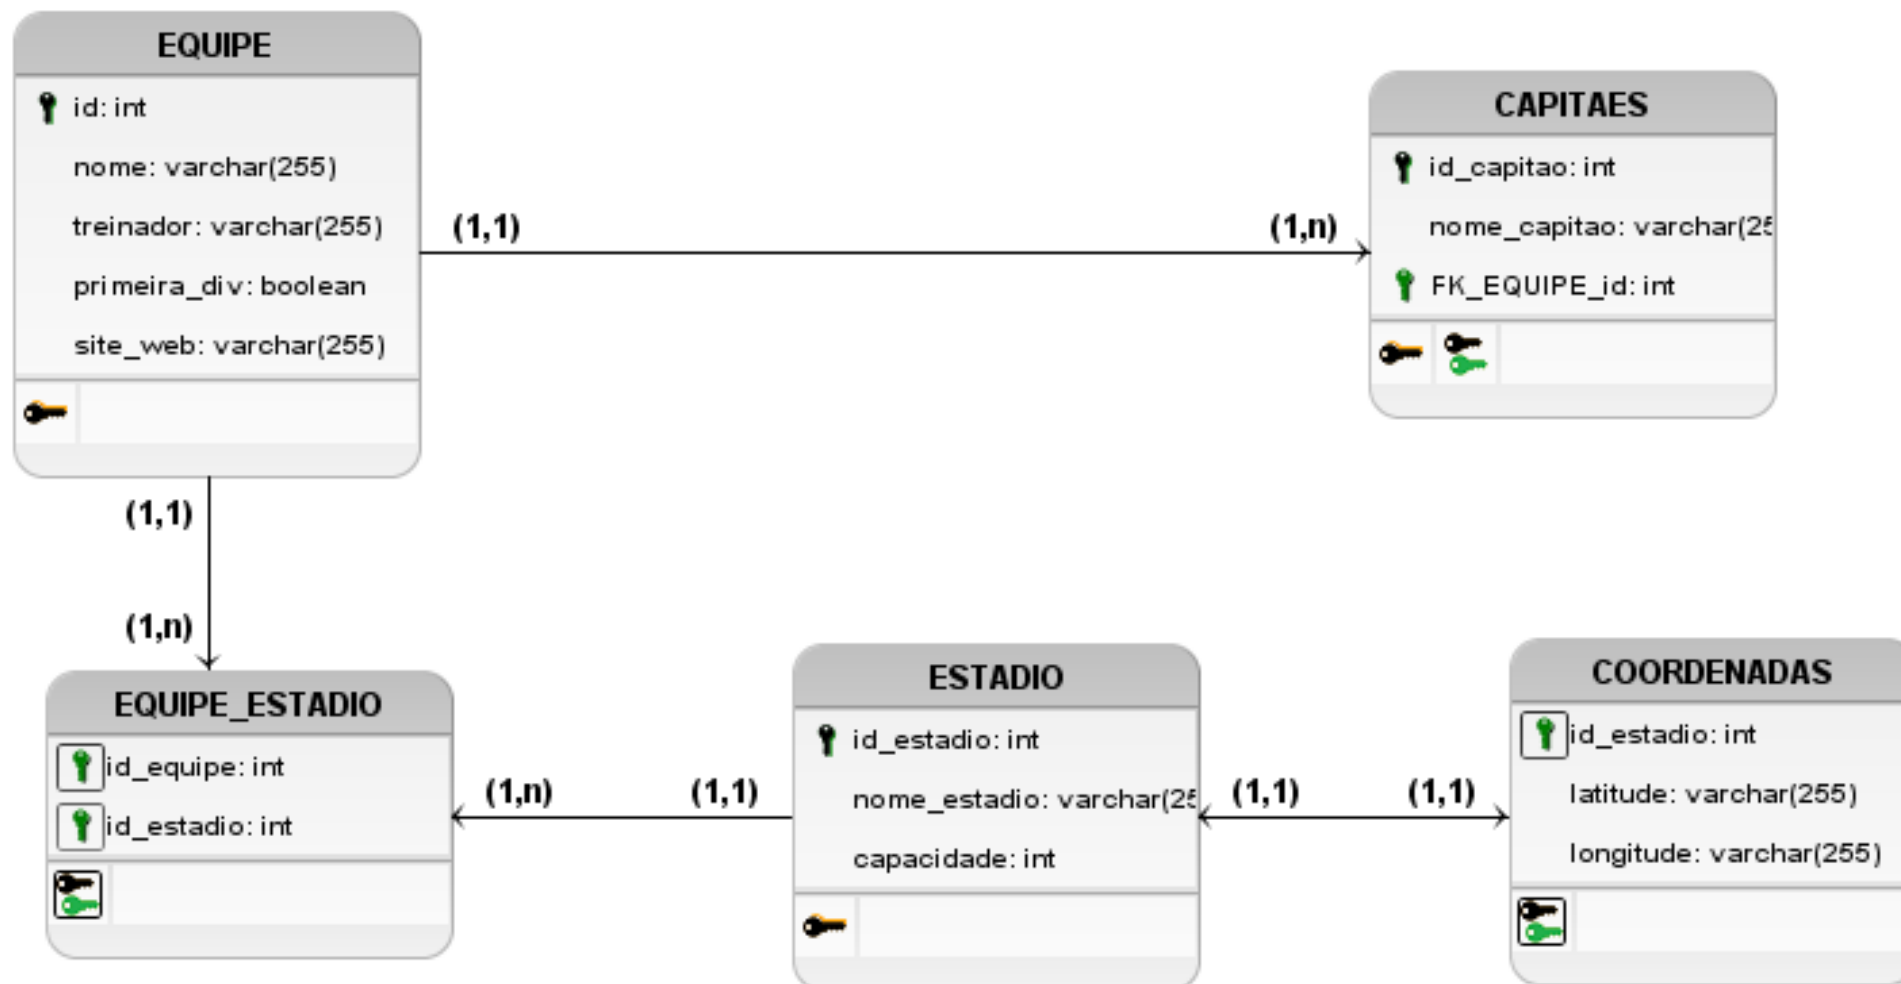 EQUIPE
id: int
nome: varchar(255)
treinador: varchar(255)
primeira_div: boolean
site_web: varchar(255)
(1,1)
(1,n)
CAPITAES
id_capitao: int
nome_capitao: varchar(25
FK_EQUIPE_id: int
(1,1)
(1,n)
EQUIPE_ESTADIO
id_equipe: int
id_estadio: int
(1,n)
(1,1)
ESTADIO
id_estadio: int
nome_estadio: varchar(25
capacidade: int
(1,1)
(1,1)
COORDENADAS
id_estadio: int
latitude: varchar(255)
longitude: varchar(255)